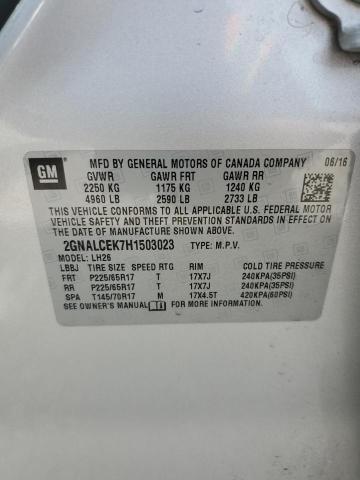 GM MFD BY GENERAL MOTORS OF CANADA COMPANY 06/16
GVWR GAWR FRT GAWR RR
2250 KG 1175 KG 1240 KG
4960 LB 2590 LB 2733 LB
THIS VEHICLE CONFORMS TO ALL APPLICABLE U.S. FEDERAL MOTOR
VEHICLE SAFETY AND THEFT PREVENTION STANDARDS IN EFFECT ON
THE DATE OF MANUFACTURE SHOWN ABOVE.
2GNALCEK7H1503023 TYPE: M.P.V.
MODEL: LH26
LBBJ TIRE SIZE SPEED RTG RIM COLD TIRE PRESSURE
FRT P225/65R17 T 17X7J 240KPA(35PSI)
RR P225/65R17 T 17X7J 240KPA(35PSI)
SPA T145/70R17 M 17X4.5T 420KPA(60PSI)
SEE OWNER'S MANUAL